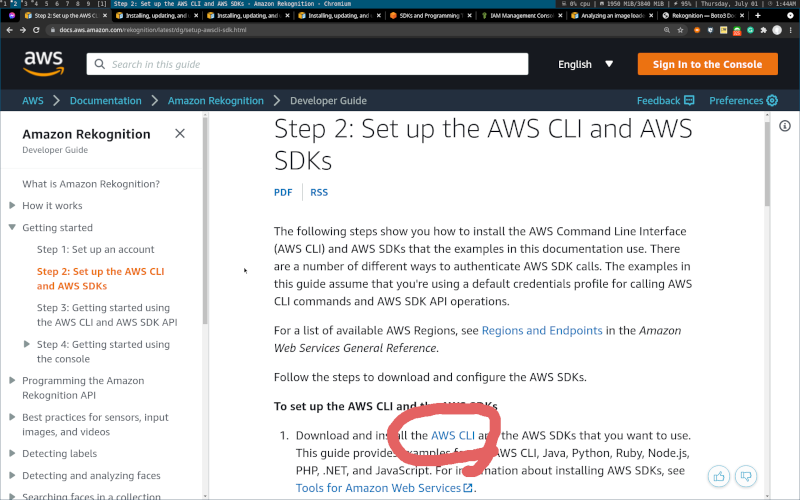 1 2 3 4 5 6 7 8 9 [1] Step 2: Set up the AWS CLI and AWS SDKs - Amazon Rekognition - Chromium 0% cpu | 1950 MiB/3840 MiB | 95% | Thursday, July 01 | 1:44AM
Step 2: Set up the AWS CLI Installing, updating, and Installing, updating, and Installing, updating, and SDKs and Programming IAM Management Cons Analyzing an image load Rekognition — Boto3 Do
docs.aws.amazon.com/rekognition/latest/dg/setup-awscli-sdk.html
aws
Search in this guide
English
Sign In to the Console
AWS
Documentation
Amazon Rekognition
Developer Guide
Feedback
Preferences
Amazon Rekognition
Developer Guide
What is Amazon Rekognition?
How it works
Getting started
Step 1: Set up an account
Step 2: Set up the AWS CLI
and AWS SDKs
Step 3: Getting started using
the AWS CLI and AWS SDK API
Step 4: Getting started using
the console
Programming the Amazon
Rekognition API
Best practices for sensors, input
images, and videos
Detecting labels
Detecting and analyzing faces
Searching faces in a collection
Step 2: Set up the AWS CLI and AWS
SDKs
PDF
RSS
The following steps show you how to install the AWS Command Line Interface
(AWS CLI) and AWS SDKs that the examples in this documentation use. There
are a number of different ways to authenticate AWS SDK calls. The examples in
this guide assume that you're using a default credentials profile for calling AWS
CLI commands and AWS SDK API operations.
For a list of available AWS Regions, see Regions and Endpoints in the Amazon
Web Services General Reference.
Follow the steps to download and configure the AWS SDKs.
To set up the AWS CLI and the AWS SDKs
1. Download and install the AWS CLI and the AWS SDKs that you want to use.
This guide provides examples for the AWS CLI, Java, Python, Ruby, Node.js,
PHP, .NET, and JavaScript. For information about installing AWS SDKs, see
Tools for Amazon Web Services.